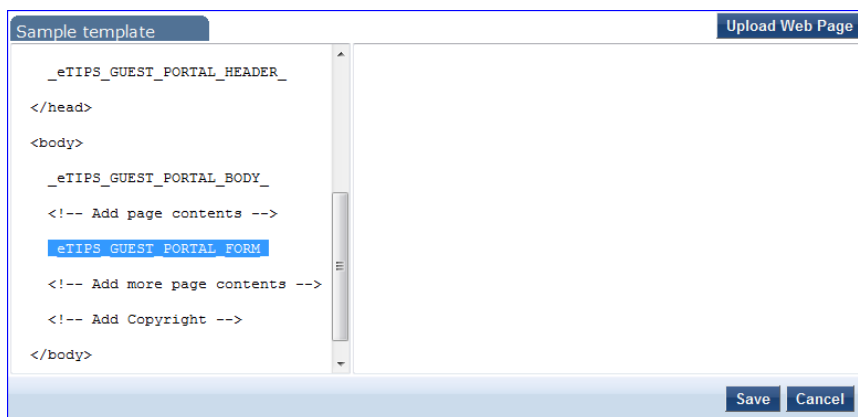 Sample template
Upload Web Page
_eTIPS_GUEST_PORTAL_HEADER_
</head>
<body>
_eTIPS_GUEST_PORTAL_BODY_
<!-- Add page contents -->
_eTIPS_GUEST_PORTAL_FORM_
<!-- Add more page contents -->
<!-- Add Copyright -->
</body>
Save
Cancel